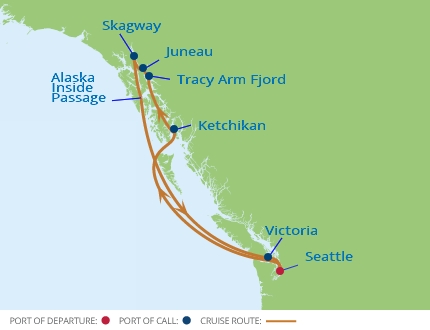 Skagway
Juneau
Tracy Arm Fjord
Alaska
Inside
Passage
Ketchikan
Victoria
Seattle
PORT OF DEPARTURE: PORT OF CALL: CRUISE ROUTE: